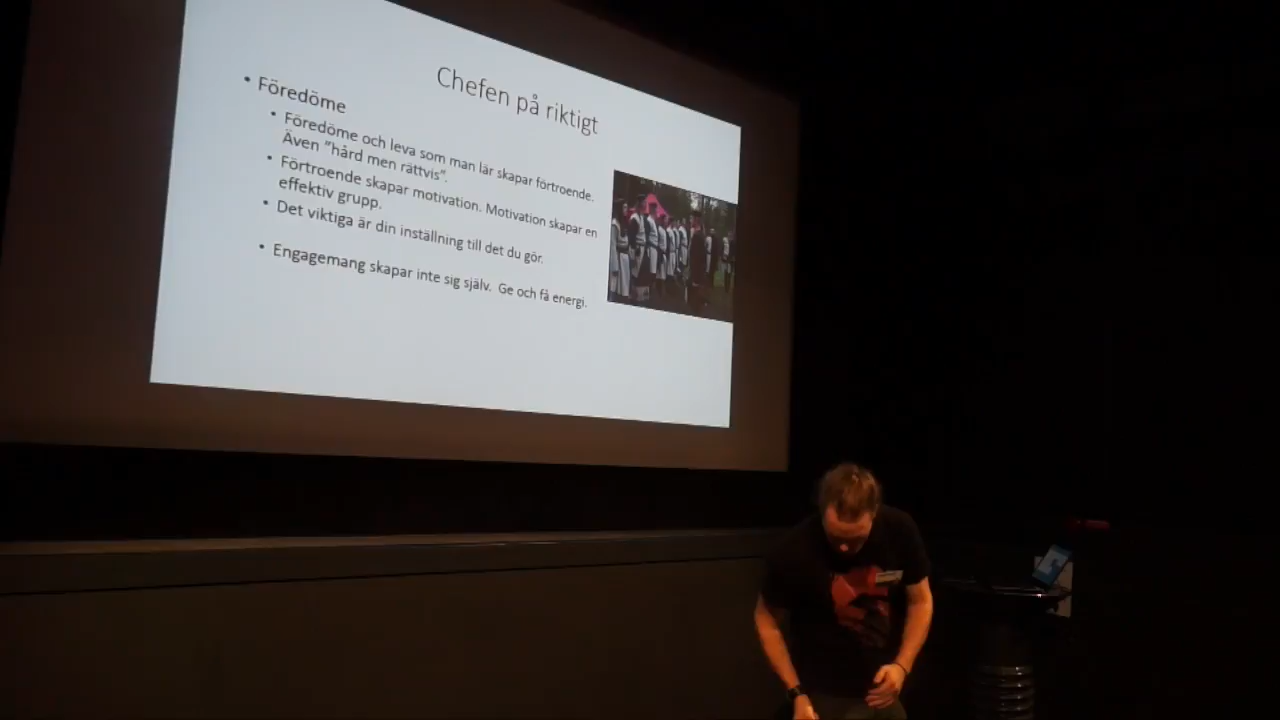 Chefen på riktigt
• Föredöme
• Föredöme och leva som man lär skapar förtroende.
Även "hård men rättvis".
• Förtroende skapar motivation. Motivation skapar en
effektiv grupp.
• Det viktiga är din inställning till det du gör.
• Engagemang skapar inte sig själv. Ge och få energi.